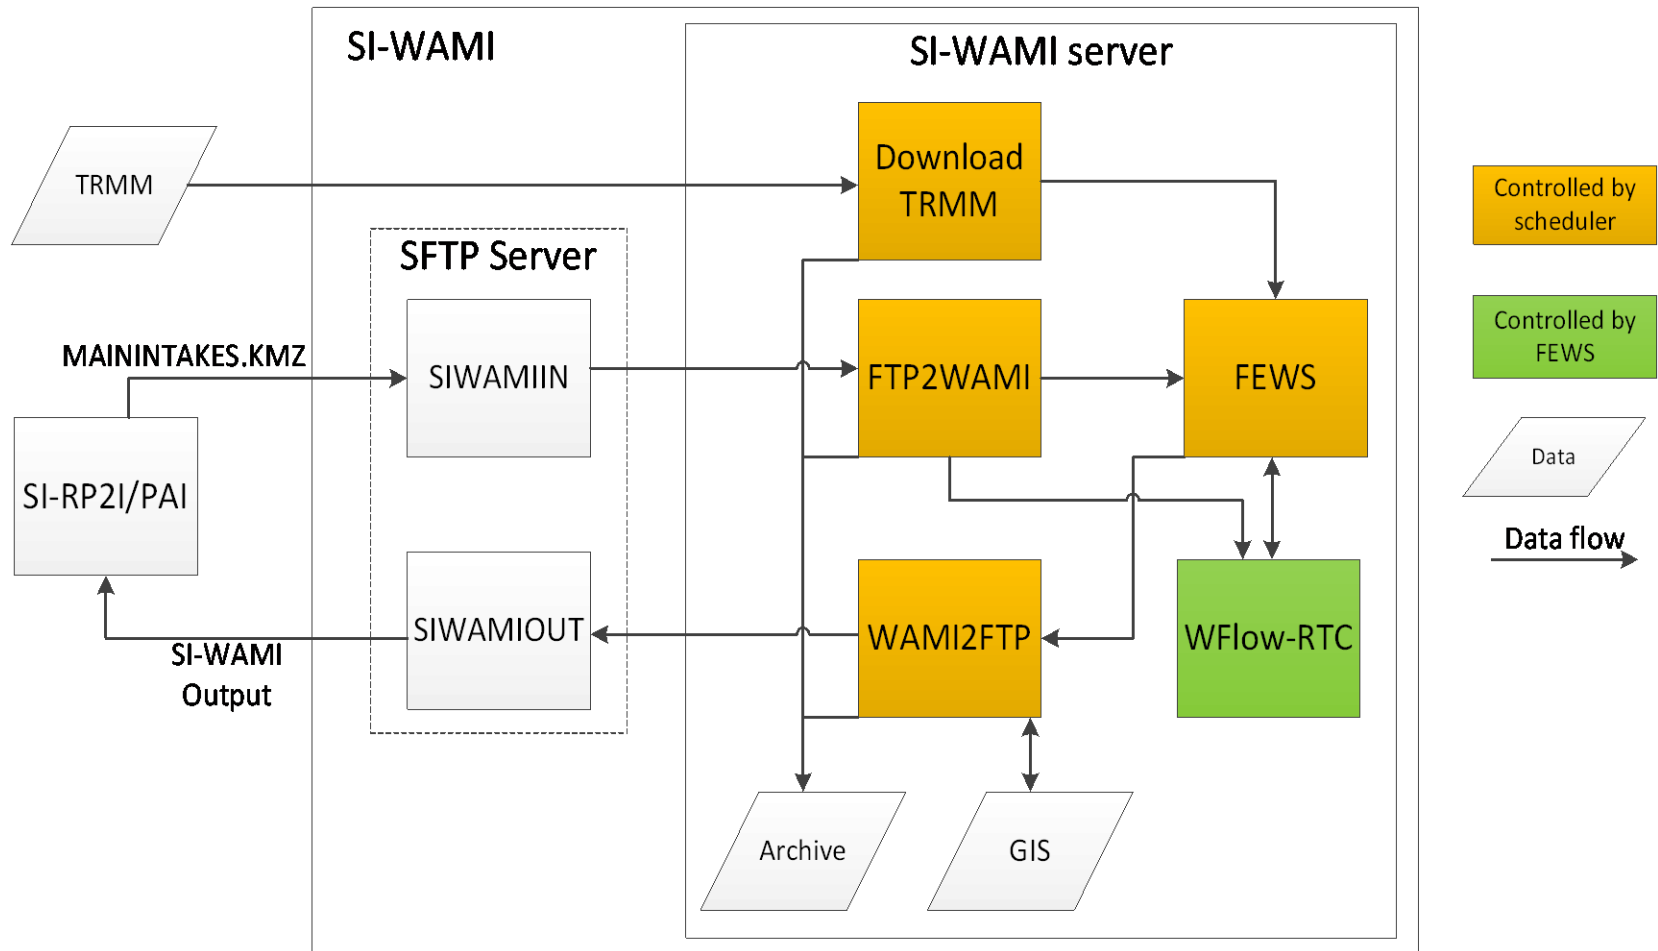 SI-WAMI
SI-WAMI server
TRMM
Download
TRMM
Controlled by
scheduler
SFTP Server
MAININTAKES.KMZ
SIWAMIIN
FTP2WAMI
FEWS
Controlled by
FEWS
Data
SI-RP2I/PAI
Data flow
SIWAMIOUT
WAMI2FTP
WFlow-RTC
SI-WAMI
Output
Archive
GIS